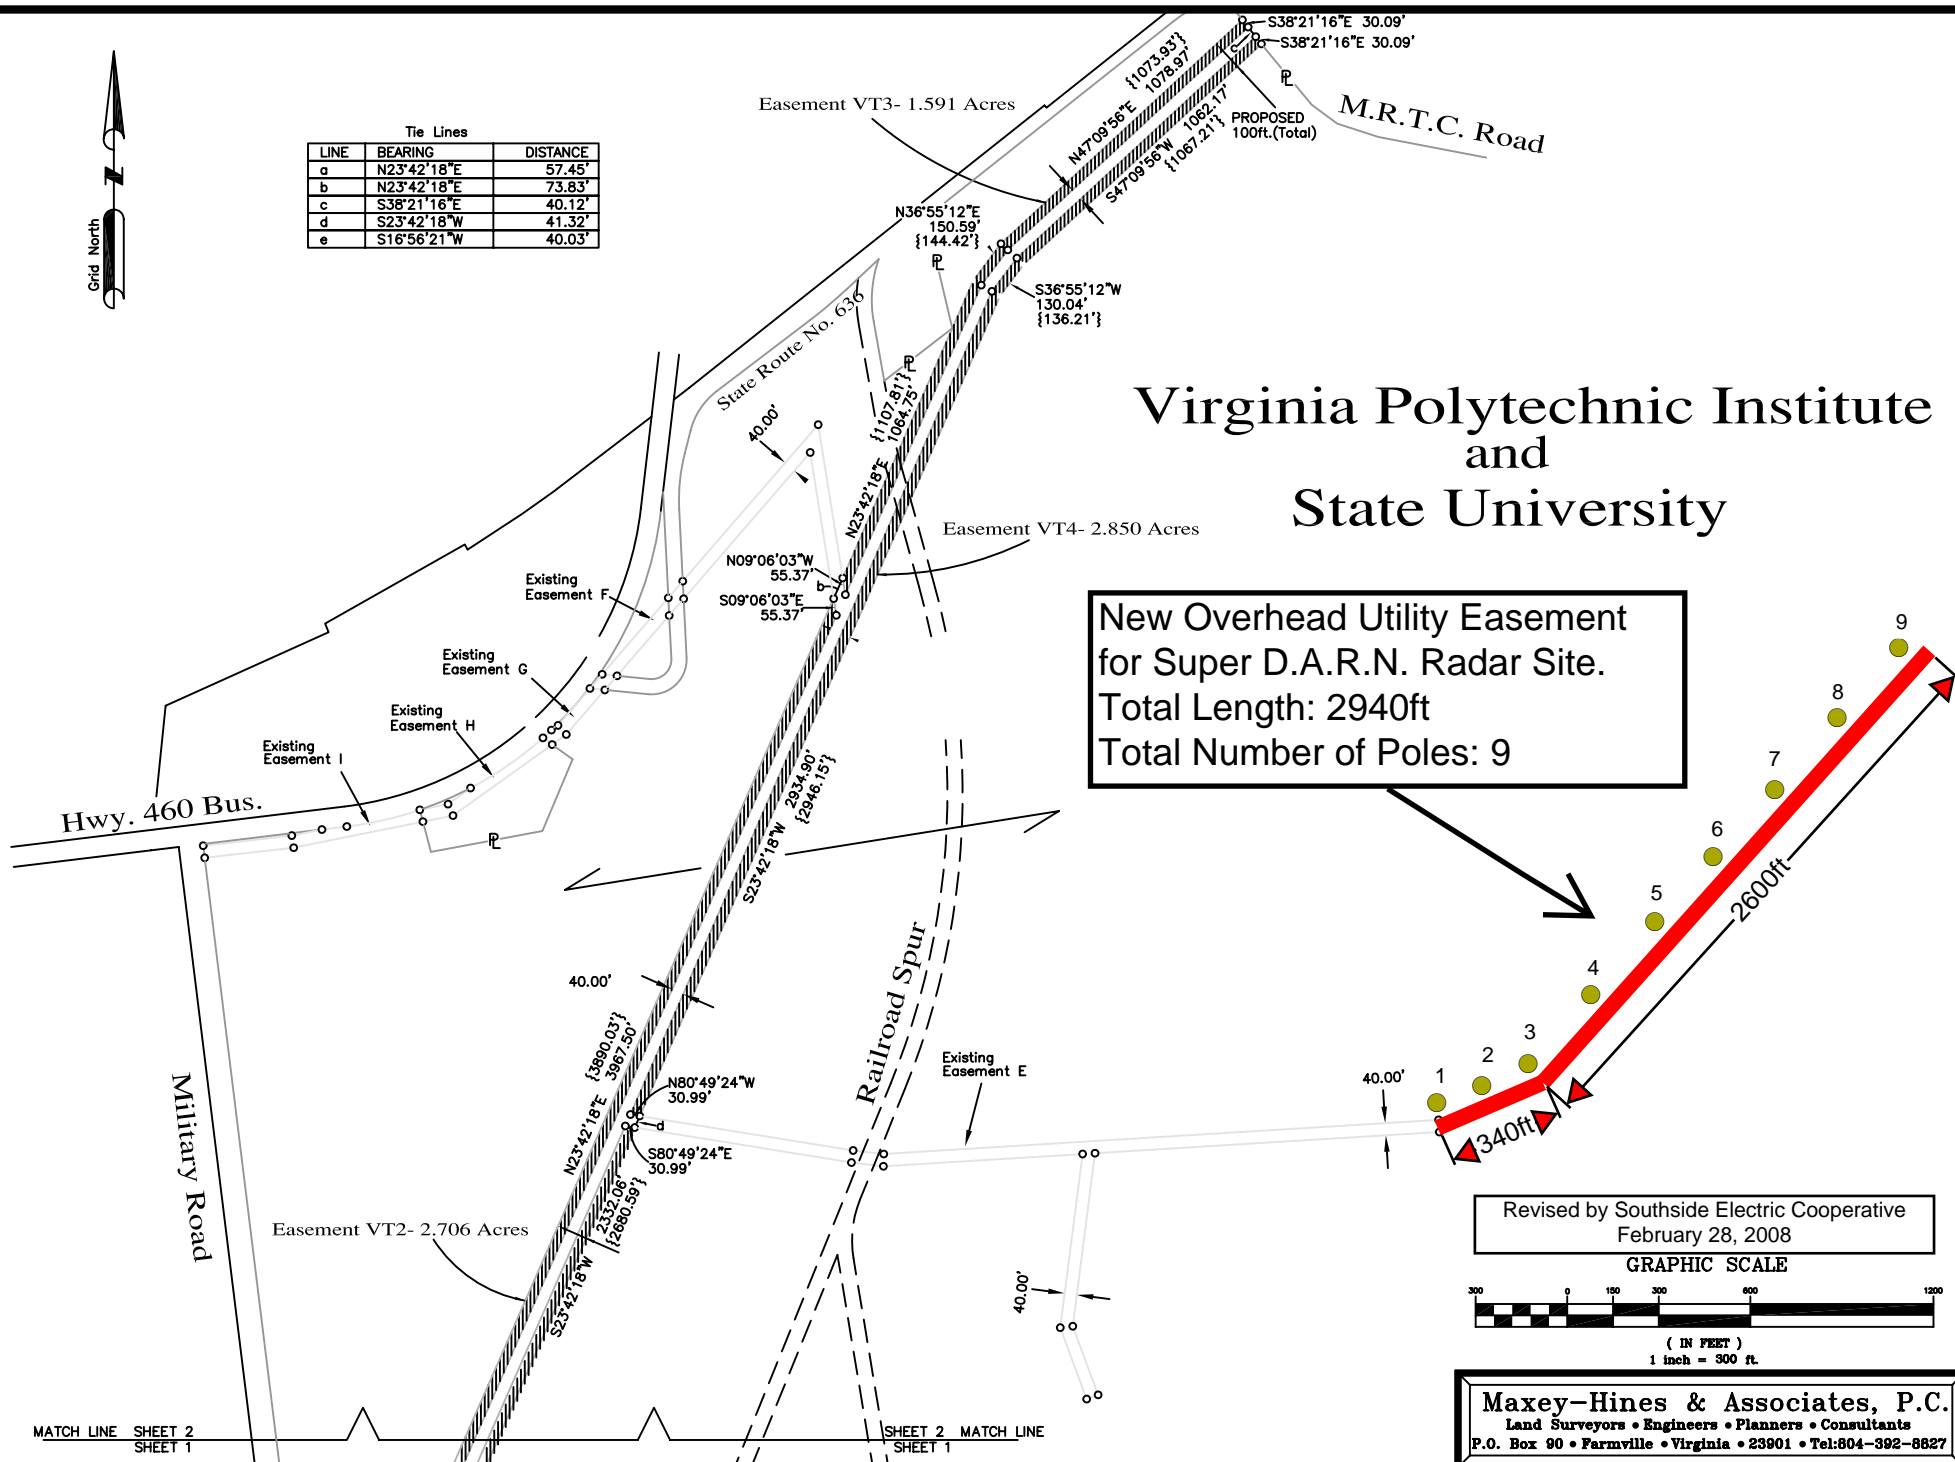 S38°21'16"E 30.09'
S38°21'16"E 30.09'
PL
M.R.T.C. Road
{1073.93'}
1078.97'
N47°09'56"E
1062.17'
S47°09'56"W
{1067.21'}
C
PROPOSED
100ft.(Total)
Easement VT3- 1.591 Acres
Tie Lines
LINE BEARING DISTANCE
a N23°42'18"E 57.45'
b N23°42'18"E 73.83'
c S38°21'16"E 40.12'
d S23°42'18"W 41.32'
e S16°56'21"W 40.03'
N
Grid North
N36°55'12"E
150.59'
{144.42'}
PL
S36°55'12"W
130.04'
{136.21'}
State Route No. 636
PL
40.00'
{1107.81'}
1064.75'
N23°42'18"E
Virginia Polytechnic Institute
and
State University
Easement VT4- 2.850 Acres
N09°06'03"W
55.37'
b
S09°06'03"E
55.37'
Existing
Easement F
Existing
Easement G
Existing
Easement H
Existing
Easement I
Hwy. 460 Bus.
PL
New Overhead Utility Easement
for Super D.A.R.N. Radar Site.
Total Length: 2940ft
Total Number of Poles: 9
9
8
7
6
5
4
3
2
1
2600ft
340ft
2934.90'
{2946.15'}
S23°42'18"W
40.00'
{3890.03'}
3967.50'
N23°42'18"E
Railroad Spur
Military Road
N80°49'24"W
30.99'
d
S80°49'24"E
30.99'
Existing
Easement E
40.00'
2332.06'
{2680.59'}
S23°42'18"W
Easement VT2- 2.706 Acres
40.00'
Revised by Southside Electric Cooperative
February 28, 2008
GRAPHIC SCALE
300 0 150 300 600 1200
( IN FEET )
1 inch = 300 ft.
Maxey-Hines & Associates, P.C.
Land Surveyors • Engineers • Planners • Consultants
P.O. Box 90 • Farmville • Virginia • 23901 • Tel:804-392-8827
MATCH LINE SHEET 2
SHEET 1
SHEET 2 MATCH LINE
SHEET 1